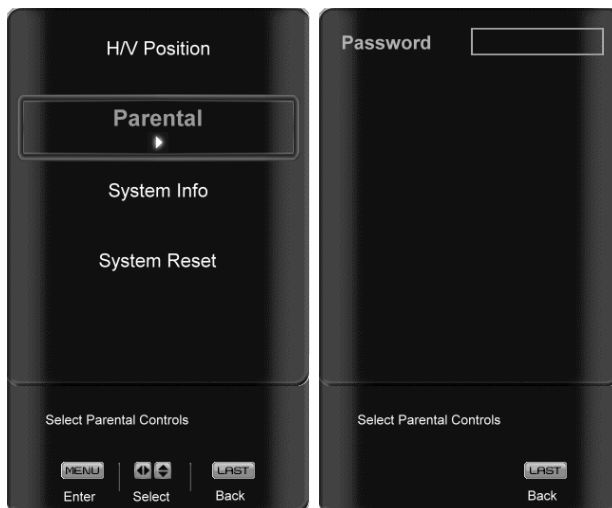 H/V Position
Parental
System Info
System Reset
Select Parental Controls
MENU LAST
Enter Select Back
Password
Select Parental Controls
LAST
Back